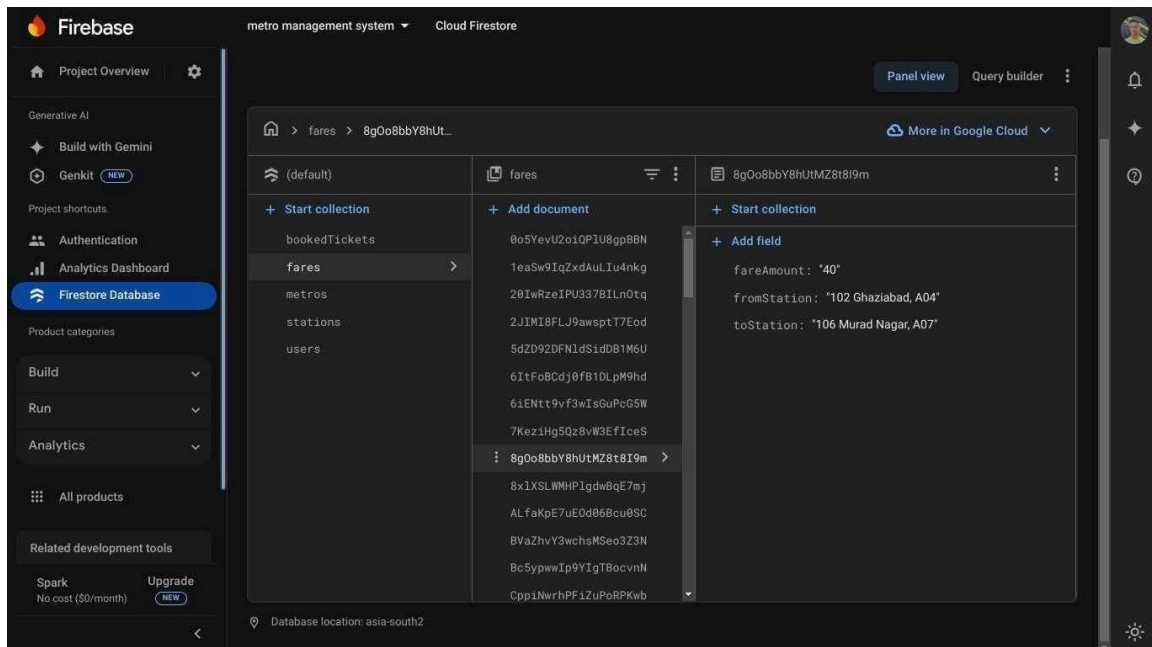 Firebase
metro management system
Cloud Firestore
Project Overview
Generative AI
Build with Gemini
Genkit NEW
Project shortcuts
Authentication
Analytics Dashboard
Firestore Database
Product categories
Build
Run
Analytics
All products
Related development tools
Spark
No cost ($0/month)
Upgrade
NEW
Panel view
Query builder
fares
8gOo8bbY8hUt...
More in Google Cloud
(default)
Start collection
bookedTickets
fares
metros
stations
users
fares
Add document
0o5YevU2oiQPlU8gpBBN
1eaSw9IqZxdAuLIu4nkg
20IwRzeIPU337BILnOtq
2JIMI8FLJ9awsptT7Eod
5dZD92DFNldSidDB1M6U
6ItFoBCdj0fB1DLpM9hd
6iENtt9vf3wIsGuPcG5W
7KeziHg5Qz8vW3EfIceS
8gOo8bbY8hUtMZ8t8I9m
8xlXSLWMHPlgdwBqE7mj
ALfaKpE7uEOd06Bcu0SC
BVaZhvY3wchsMSeo3Z3N
Bc5ypwwIp9YIgTBocvnN
CppiNwrhPFiZuPoRPKwb
8gOo8bbY8hUtMZ8t8I9m
Start collection
Add field
fareAmount: "40"
fromStation: "102 Ghaziabad, A04"
toStation: "106 Murad Nagar, A07"
Database location: asia-south2